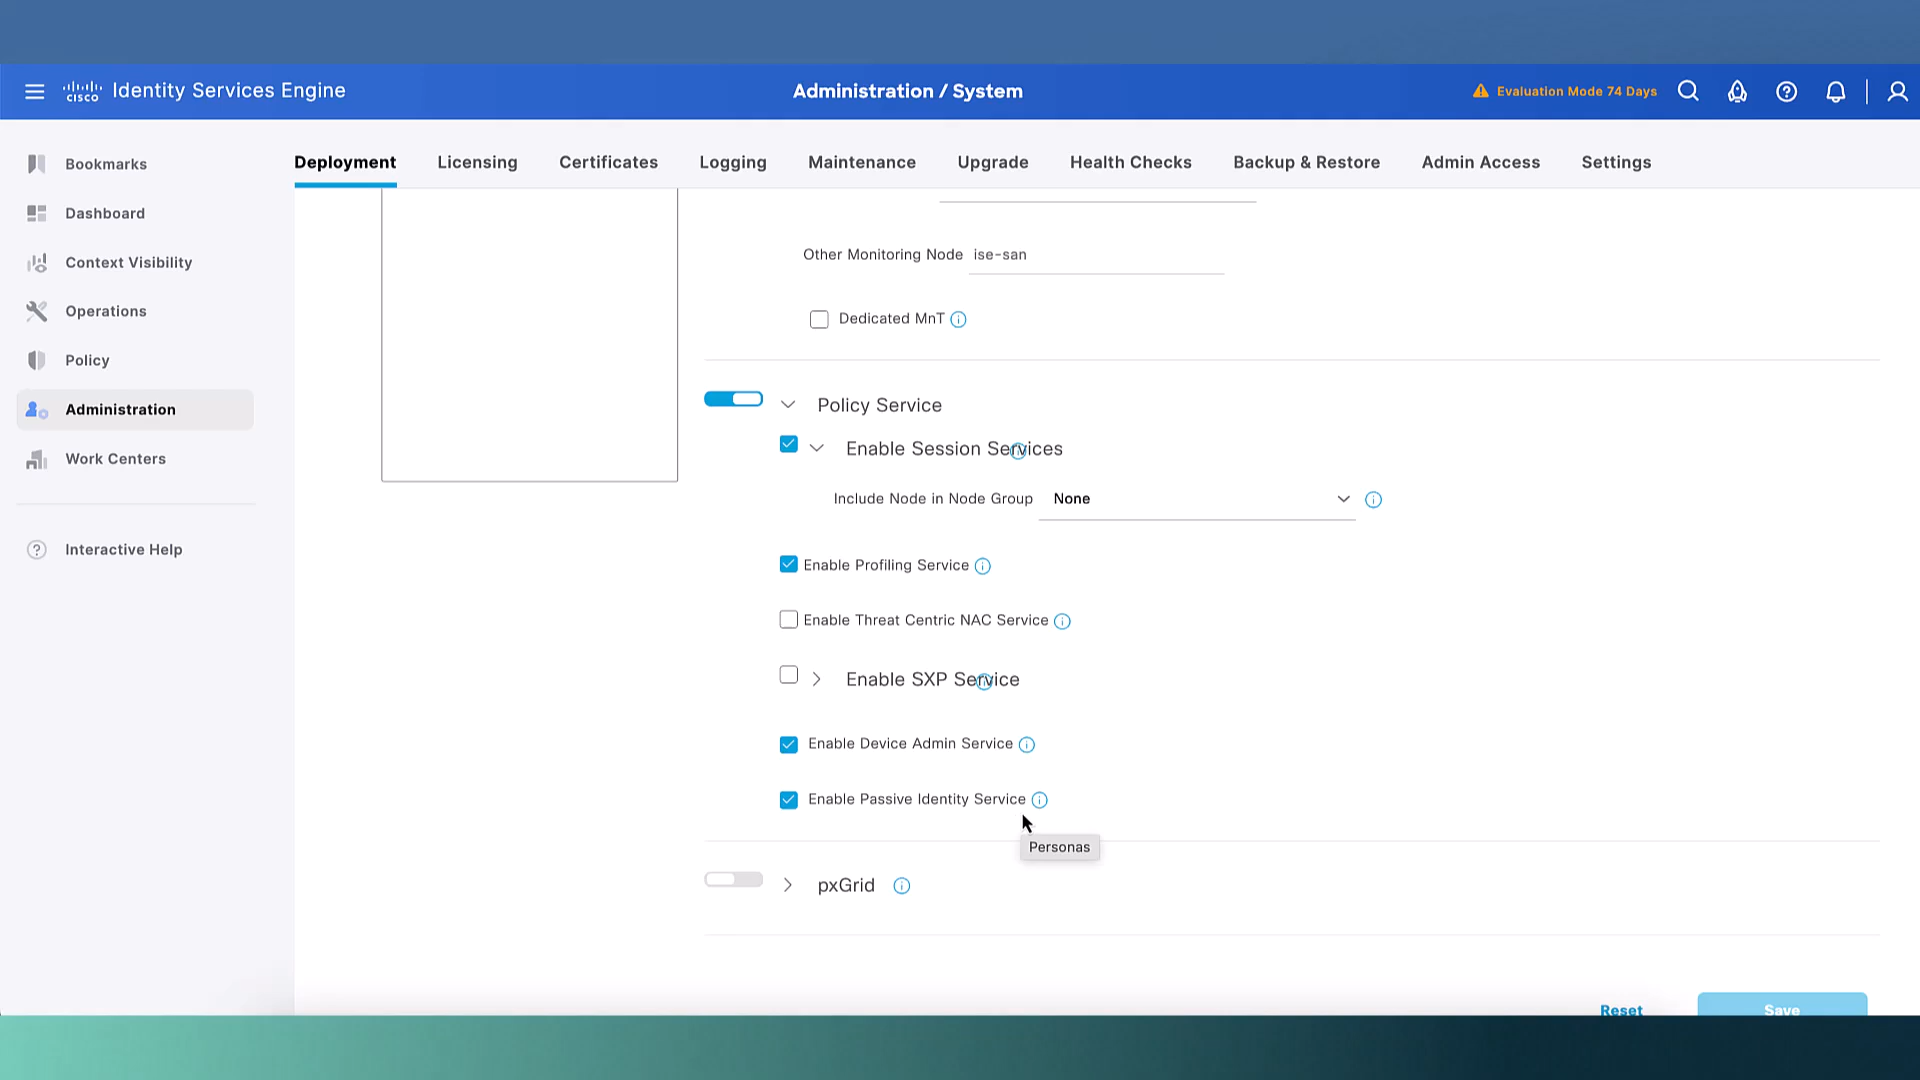 cisco Identity Services Engine
Administration / System
Evaluation Mode 74 Days
Bookmarks
Dashboard
Context Visibility
Operations
Policy
Administration
Work Centers
Interactive Help
Deployment Licensing Certificates Logging Maintenance Upgrade Health Checks Backup & Restore Admin Access Settings
Other Monitoring Node ise-san
Dedicated MnT
Policy Service
Enable Session Services
Include Node in Node Group None
Enable Profiling Service
Enable Threat Centric NAC Service
Enable SXP Service
Enable Device Admin Service
Enable Passive Identity Service
Personas
pxGrid
Reset Save